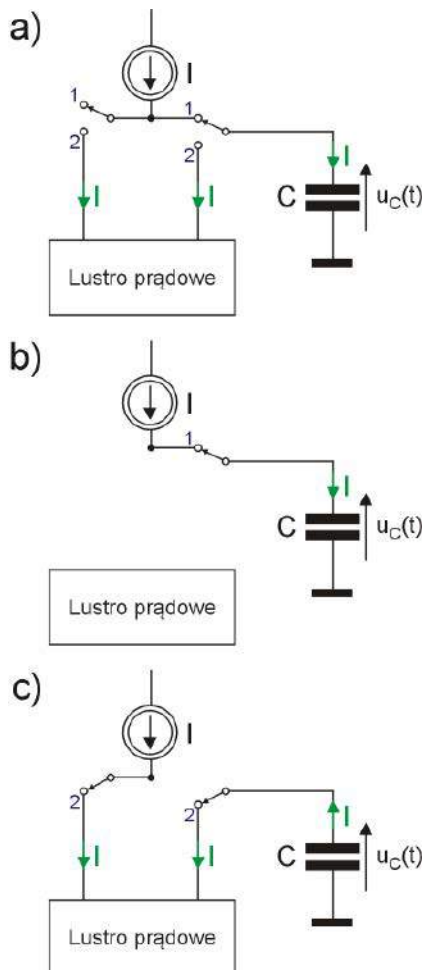 a)
I
1
1
2
2
I
I
I
C
u_C(t)
Lustro prądowe
b)
I
1
I
C
u_C(t)
Lustro prądowe
c)
I
2
2
I
I
I
C
u_C(t)
Lustro prądowe